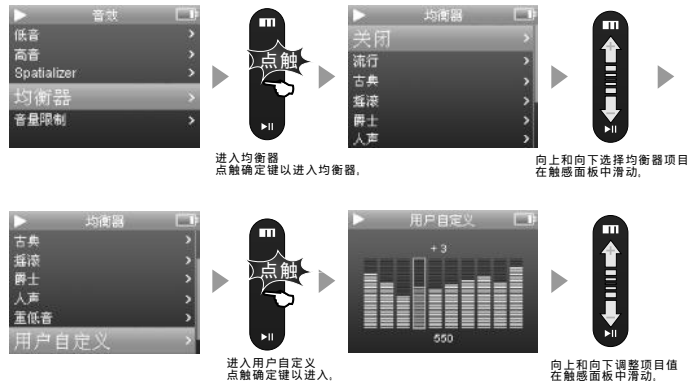 音效
低音
高音
Spatializer
均衡器
音量限制
点触
进入均衡器
点触确定键以进入均衡器。
均衡器
关闭
流行
古典
摇滚
爵士
人声
向上和向下选择均衡器项目
在触感面板中滑动。
均衡器
古典
摇滚
爵士
人声
重低音
用户自定义
点触
进入用户自定义
点触确定键以进入。
用户自定义
+3
550
向上和向下调整项目值
在触感面板中滑动。